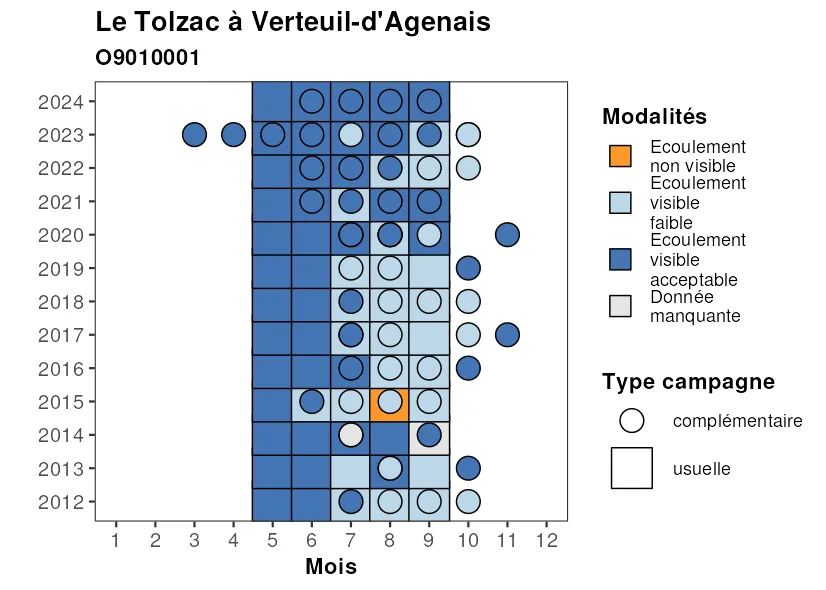 Le Tolzac à Verteuil-d'Agenais
O9010001
2024
2023
2022
2021
2020
2019
2018
2017
2016
2015
2014
2013
2012
1 2 3 4 5 6 7 8 9 10 11 12
Mois
Modalités
Ecoulement
non visible
Ecoulement
visible
faible
Ecoulement
visible
acceptable
Donnée
manquante
Type campagne
complémentaire
usuelle